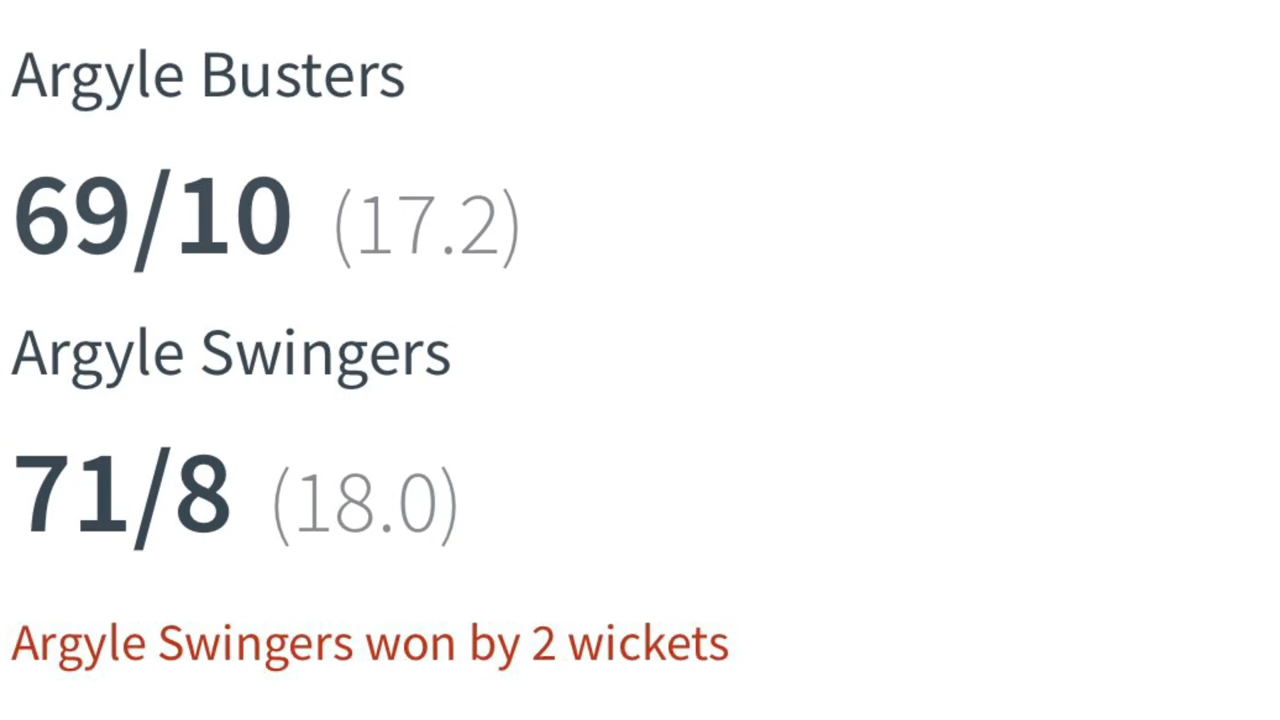 Argyle Busters
69/10 (17.2)
Argyle Swingers
71/8 (18.0)
Argyle Swingers won by 2 wickets